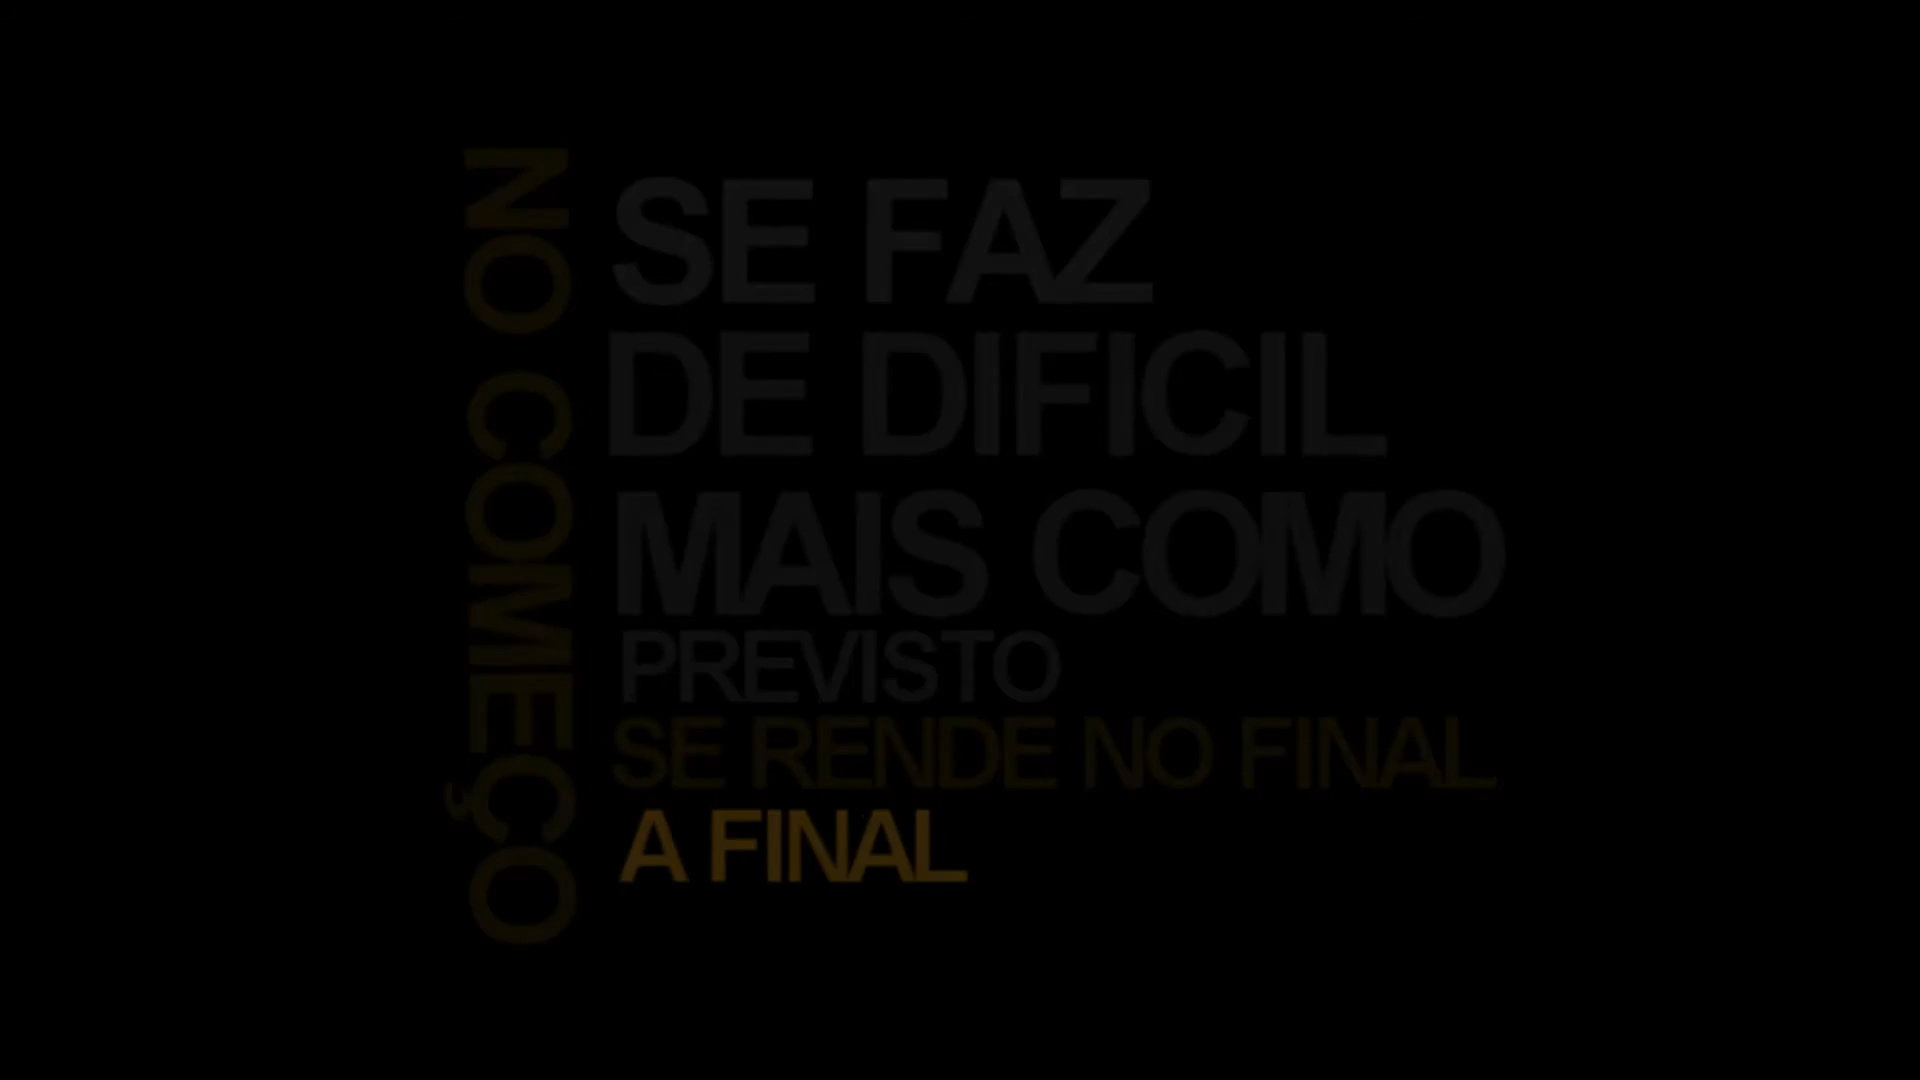 NO COMEÇO
SE FAZ
DE DIFICIL
MAIS COMO
PREVISTO
SE RENDE NO FINAL
A FINAL